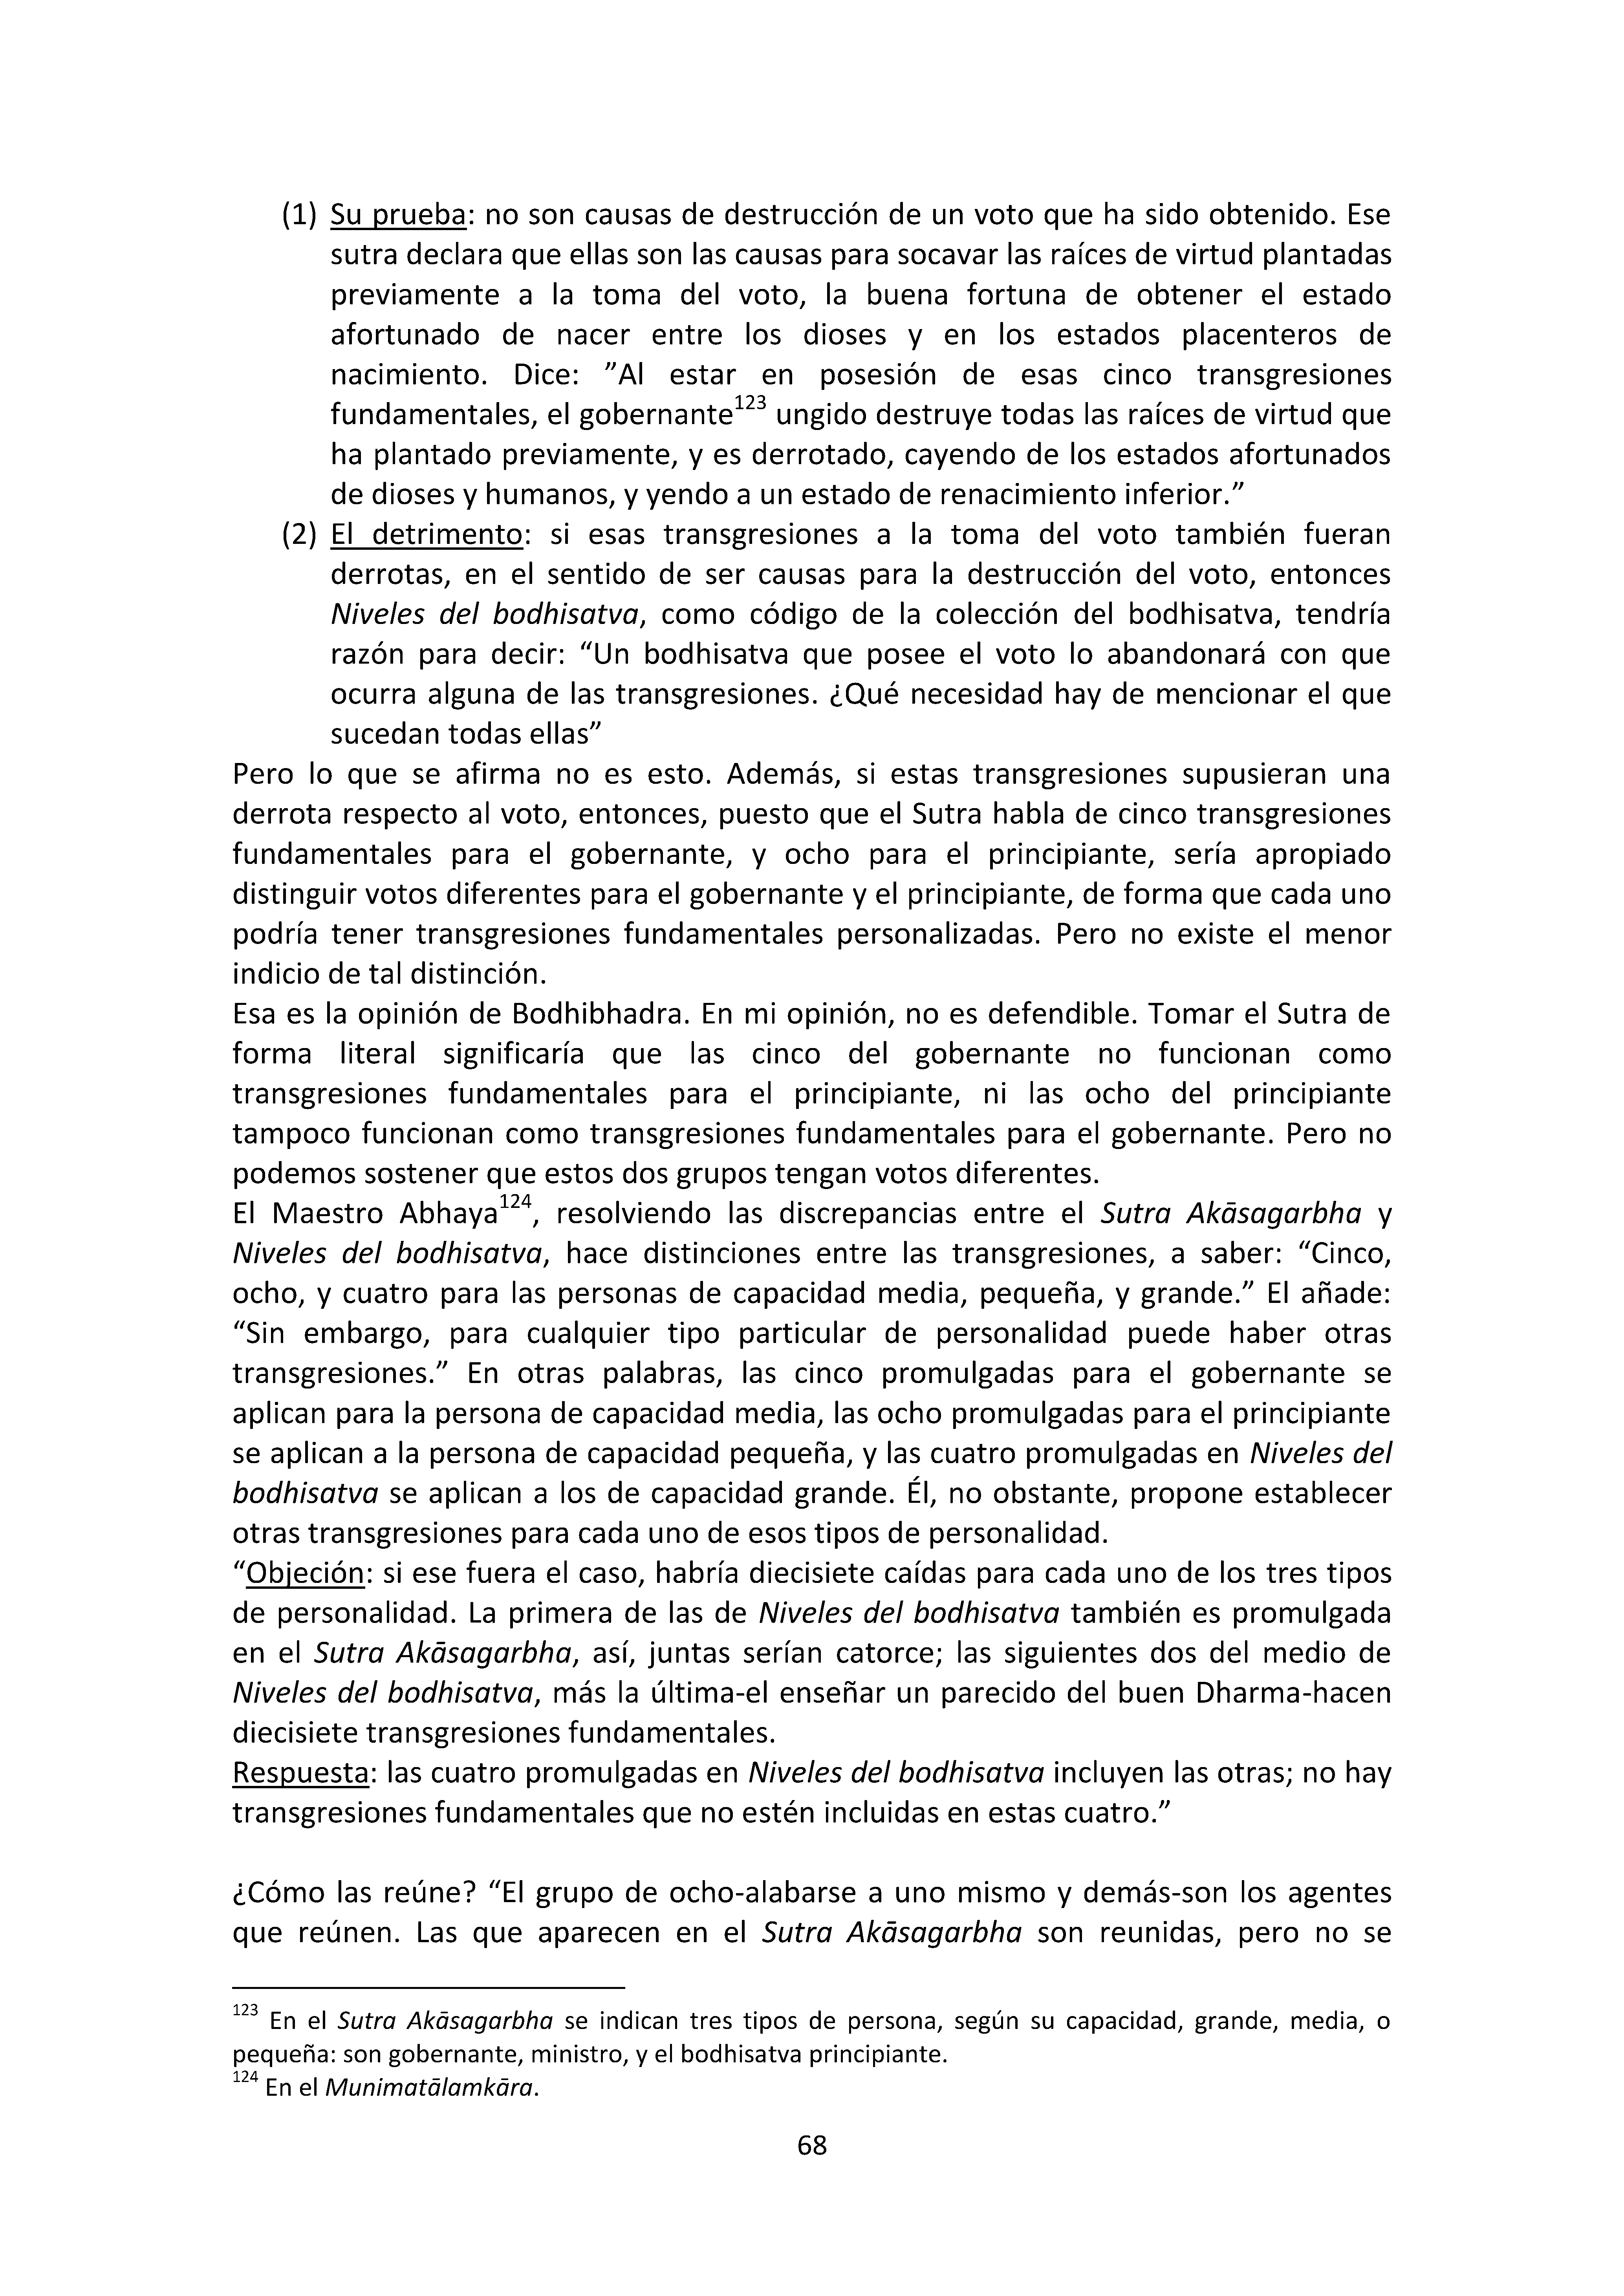 (1) Su prueba: no son causas de destrucción de un voto que ha sido obtenido. Ese
sutra declara que ellas son las causas para socavar las raíces de virtud plantadas
previamente a la toma del voto, la buena fortuna de obtener el estado
afortunado de nacer entre los dioses y en los estados placenteros de
nacimiento. Dice: ”Al estar en posesión de esas cinco transgresiones
fundamentales, el gobernante123 ungido destruye todas las raíces de virtud que
ha plantado previamente, y es derrotado, cayendo de los estados afortunados
de dioses y humanos, y yendo a un estado de renacimiento inferior.”
(2) El detrimento: si esas transgresiones a la toma del voto también fueran
derrotas, en el sentido de ser causas para la destrucción del voto, entonces
Niveles del bodhisatva, como código de la colección del bodhisatva, tendría
razón para decir: “Un bodhisatva que posee el voto lo abandonará con que
ocurra alguna de las transgresiones. ¿Qué necesidad hay de mencionar el que
sucedan todas ellas”
Pero lo que se afirma no es esto. Además, si estas transgresiones supusieran una
derrota respecto al voto, entonces, puesto que el Sutra habla de cinco transgresiones
fundamentales para el gobernante, y ocho para el principiante, sería apropiado
distinguir votos diferentes para el gobernante y el principiante, de forma que cada uno
podría tener transgresiones fundamentales personalizadas. Pero no existe el menor
indicio de tal distinción.
Esa es la opinión de Bodhibhadra. En mi opinión, no es defendible. Tomar el Sutra de
forma literal significaría que las cinco del gobernante no funcionan como
transgresiones fundamentales para el principiante, ni las ocho del principiante
tampoco funcionan como transgresiones fundamentales para el gobernante. Pero no
podemos sostener que estos dos grupos tengan votos diferentes.
El Maestro Abhaya124, resolviendo las discrepancias entre el Sutra Akāsagarbha y
Niveles del bodhisatva, hace distinciones entre las transgresiones, a saber: “Cinco,
ocho, y cuatro para las personas de capacidad media, pequeña, y grande.” El añade:
“Sin embargo, para cualquier tipo particular de personalidad puede haber otras
transgresiones.” En otras palabras, las cinco promulgadas para el gobernante se
aplican para la persona de capacidad media, las ocho promulgadas para el principiante
se aplican a la persona de capacidad pequeña, y las cuatro promulgadas en Niveles del
bodhisatva se aplican a los de capacidad grande. Él, no obstante, propone establecer
otras transgresiones para cada uno de esos tipos de personalidad.
“Objeción: si ese fuera el caso, habría diecisiete caídas para cada uno de los tres tipos
de personalidad. La primera de las de Niveles del bodhisatva también es promulgada
en el Sutra Akāsagarbha, así, juntas serían catorce; las siguientes dos del medio de
Niveles del bodhisatva, más la última-el enseñar un parecido del buen Dharma-hacen
diecisiete transgresiones fundamentales.
Respuesta: las cuatro promulgadas en Niveles del bodhisatva incluyen las otras; no hay
transgresiones fundamentales que no estén incluidas en estas cuatro.”
¿Cómo las reúne? “El grupo de ocho-alabarse a uno mismo y demás-son los agentes
que reúnen. Las que aparecen en el Sutra Akāsagarbha son reunidas, pero no se
123 En el Sutra Akāsagarbha se indican tres tipos de persona, según su capacidad, grande, media, o
pequeña: son gobernante, ministro, y el bodhisatva principiante.
124 En el Munimatālamkāra.
68